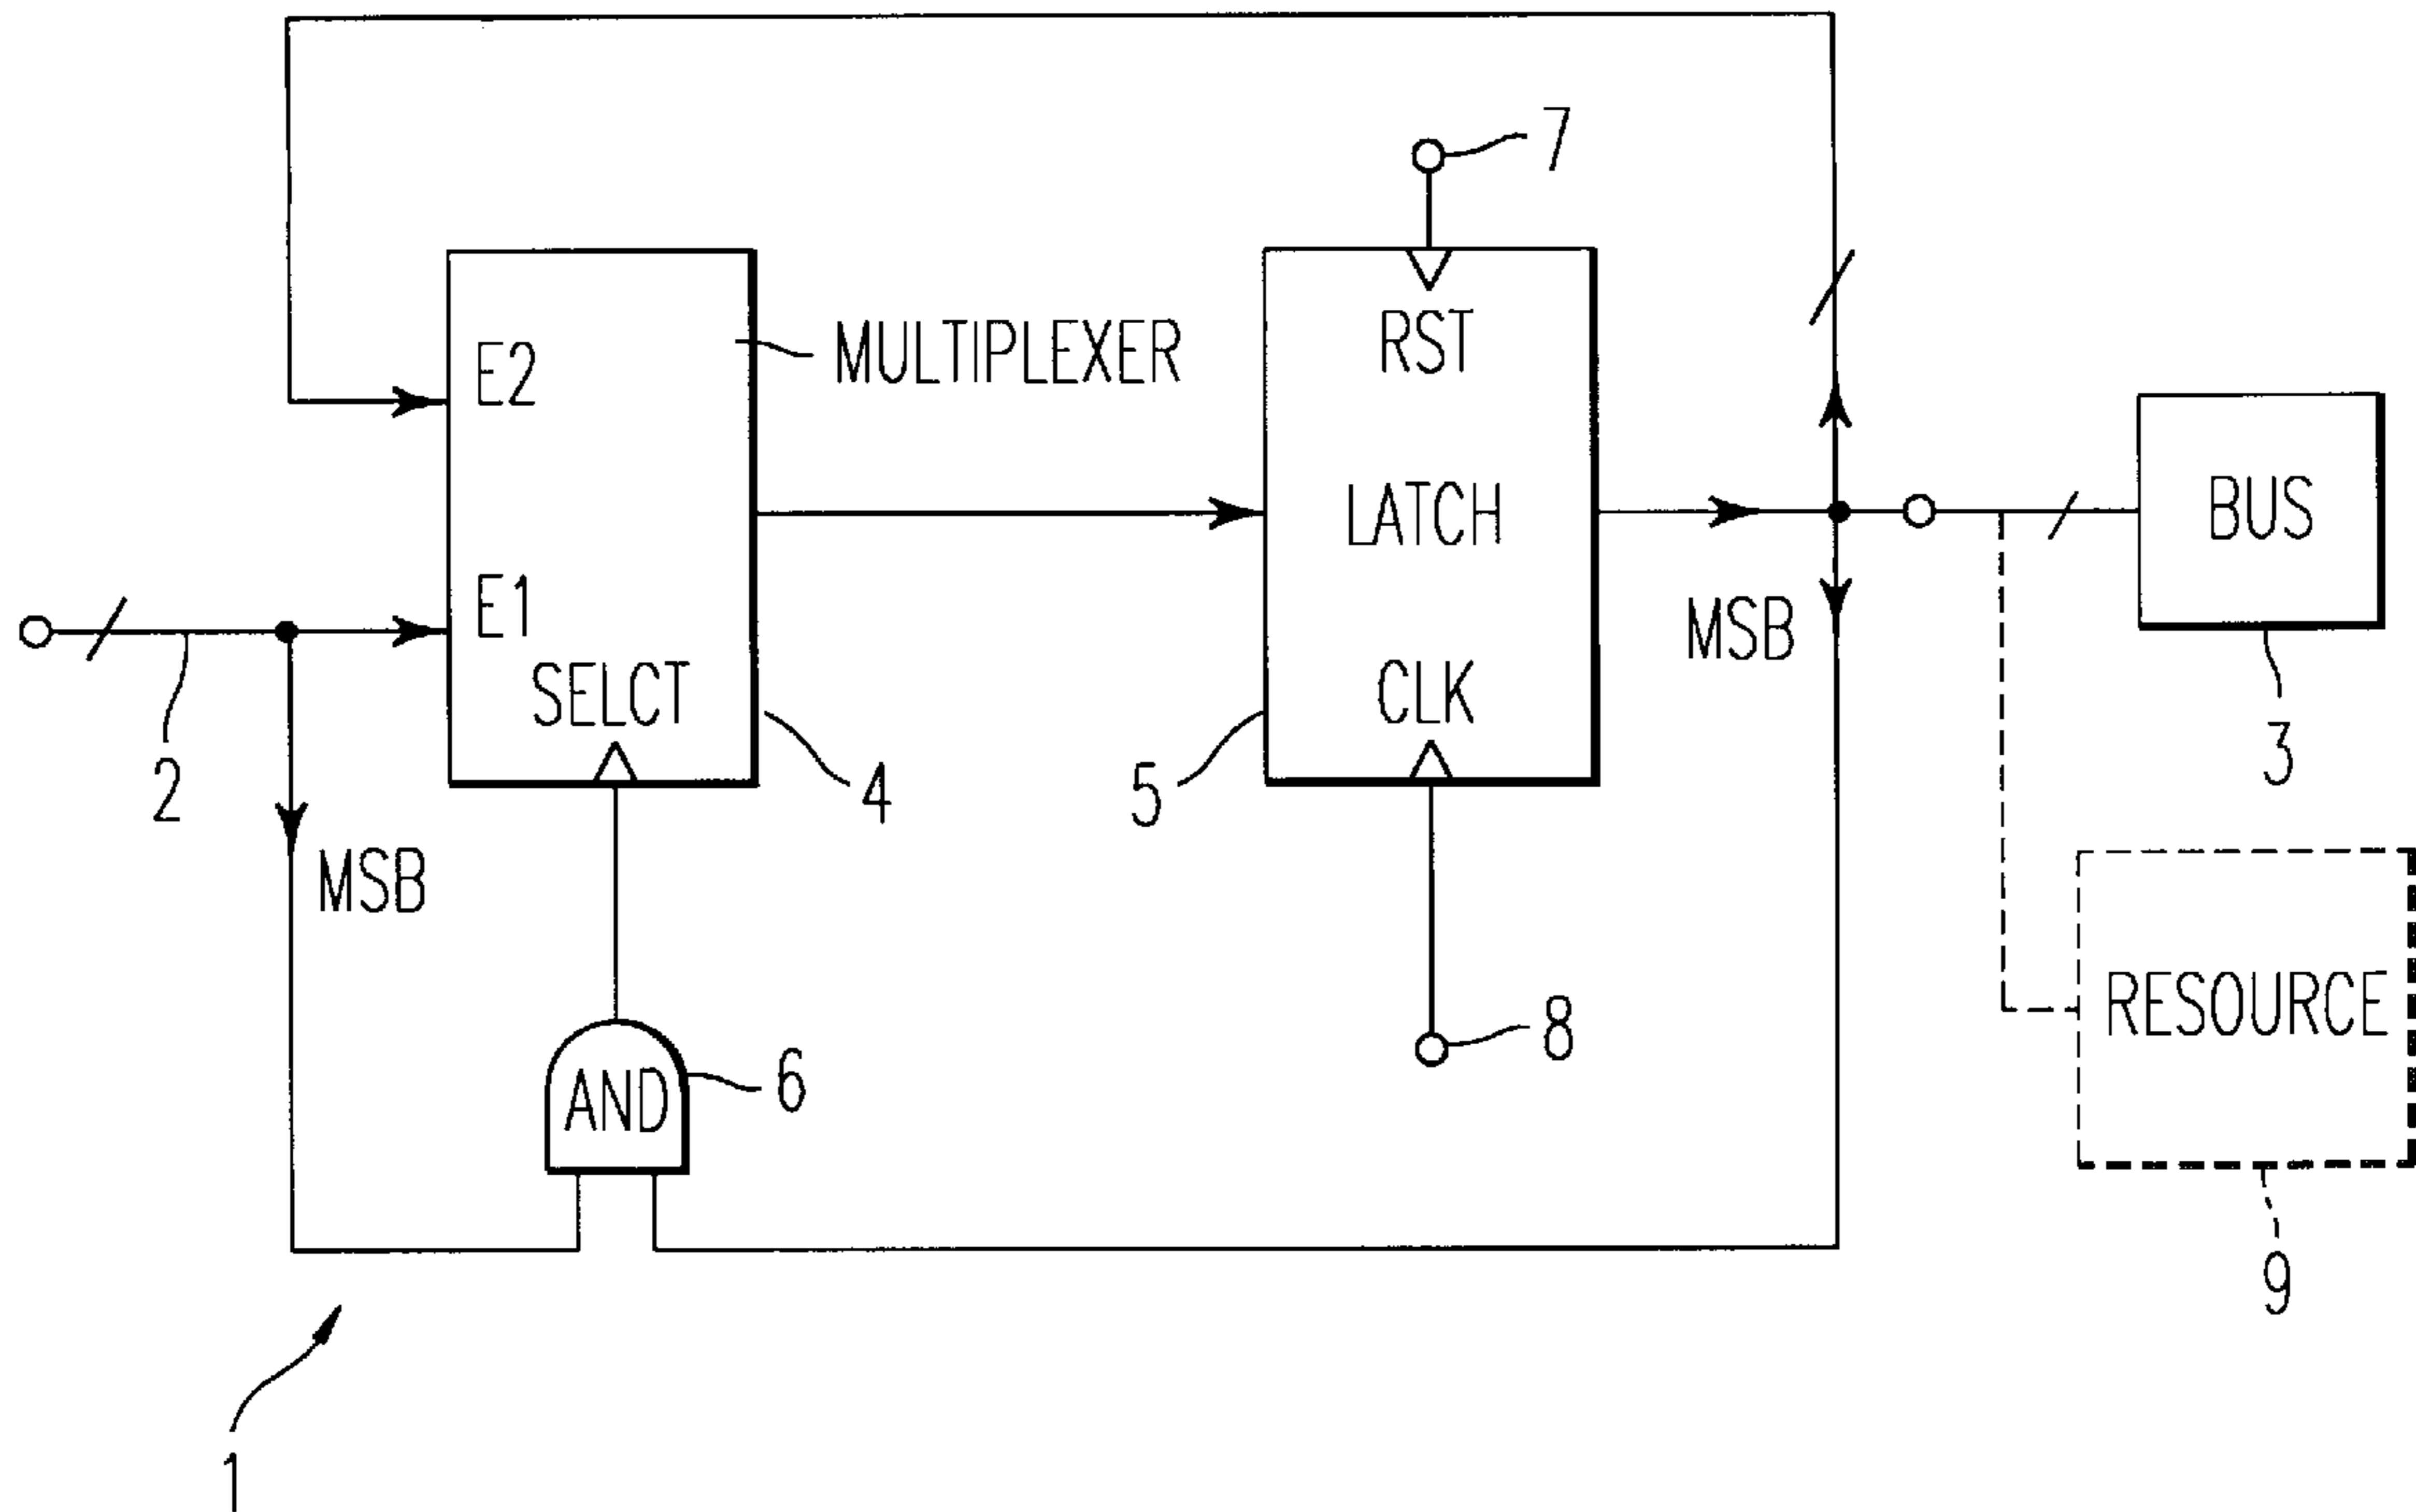 7
E2
MULTIPLEXER
RST
LATCH
BUS
E1
MSB
SELCT
CLK
2
4
5
3
MSB
RESOURCE
8
AND
6
9
1